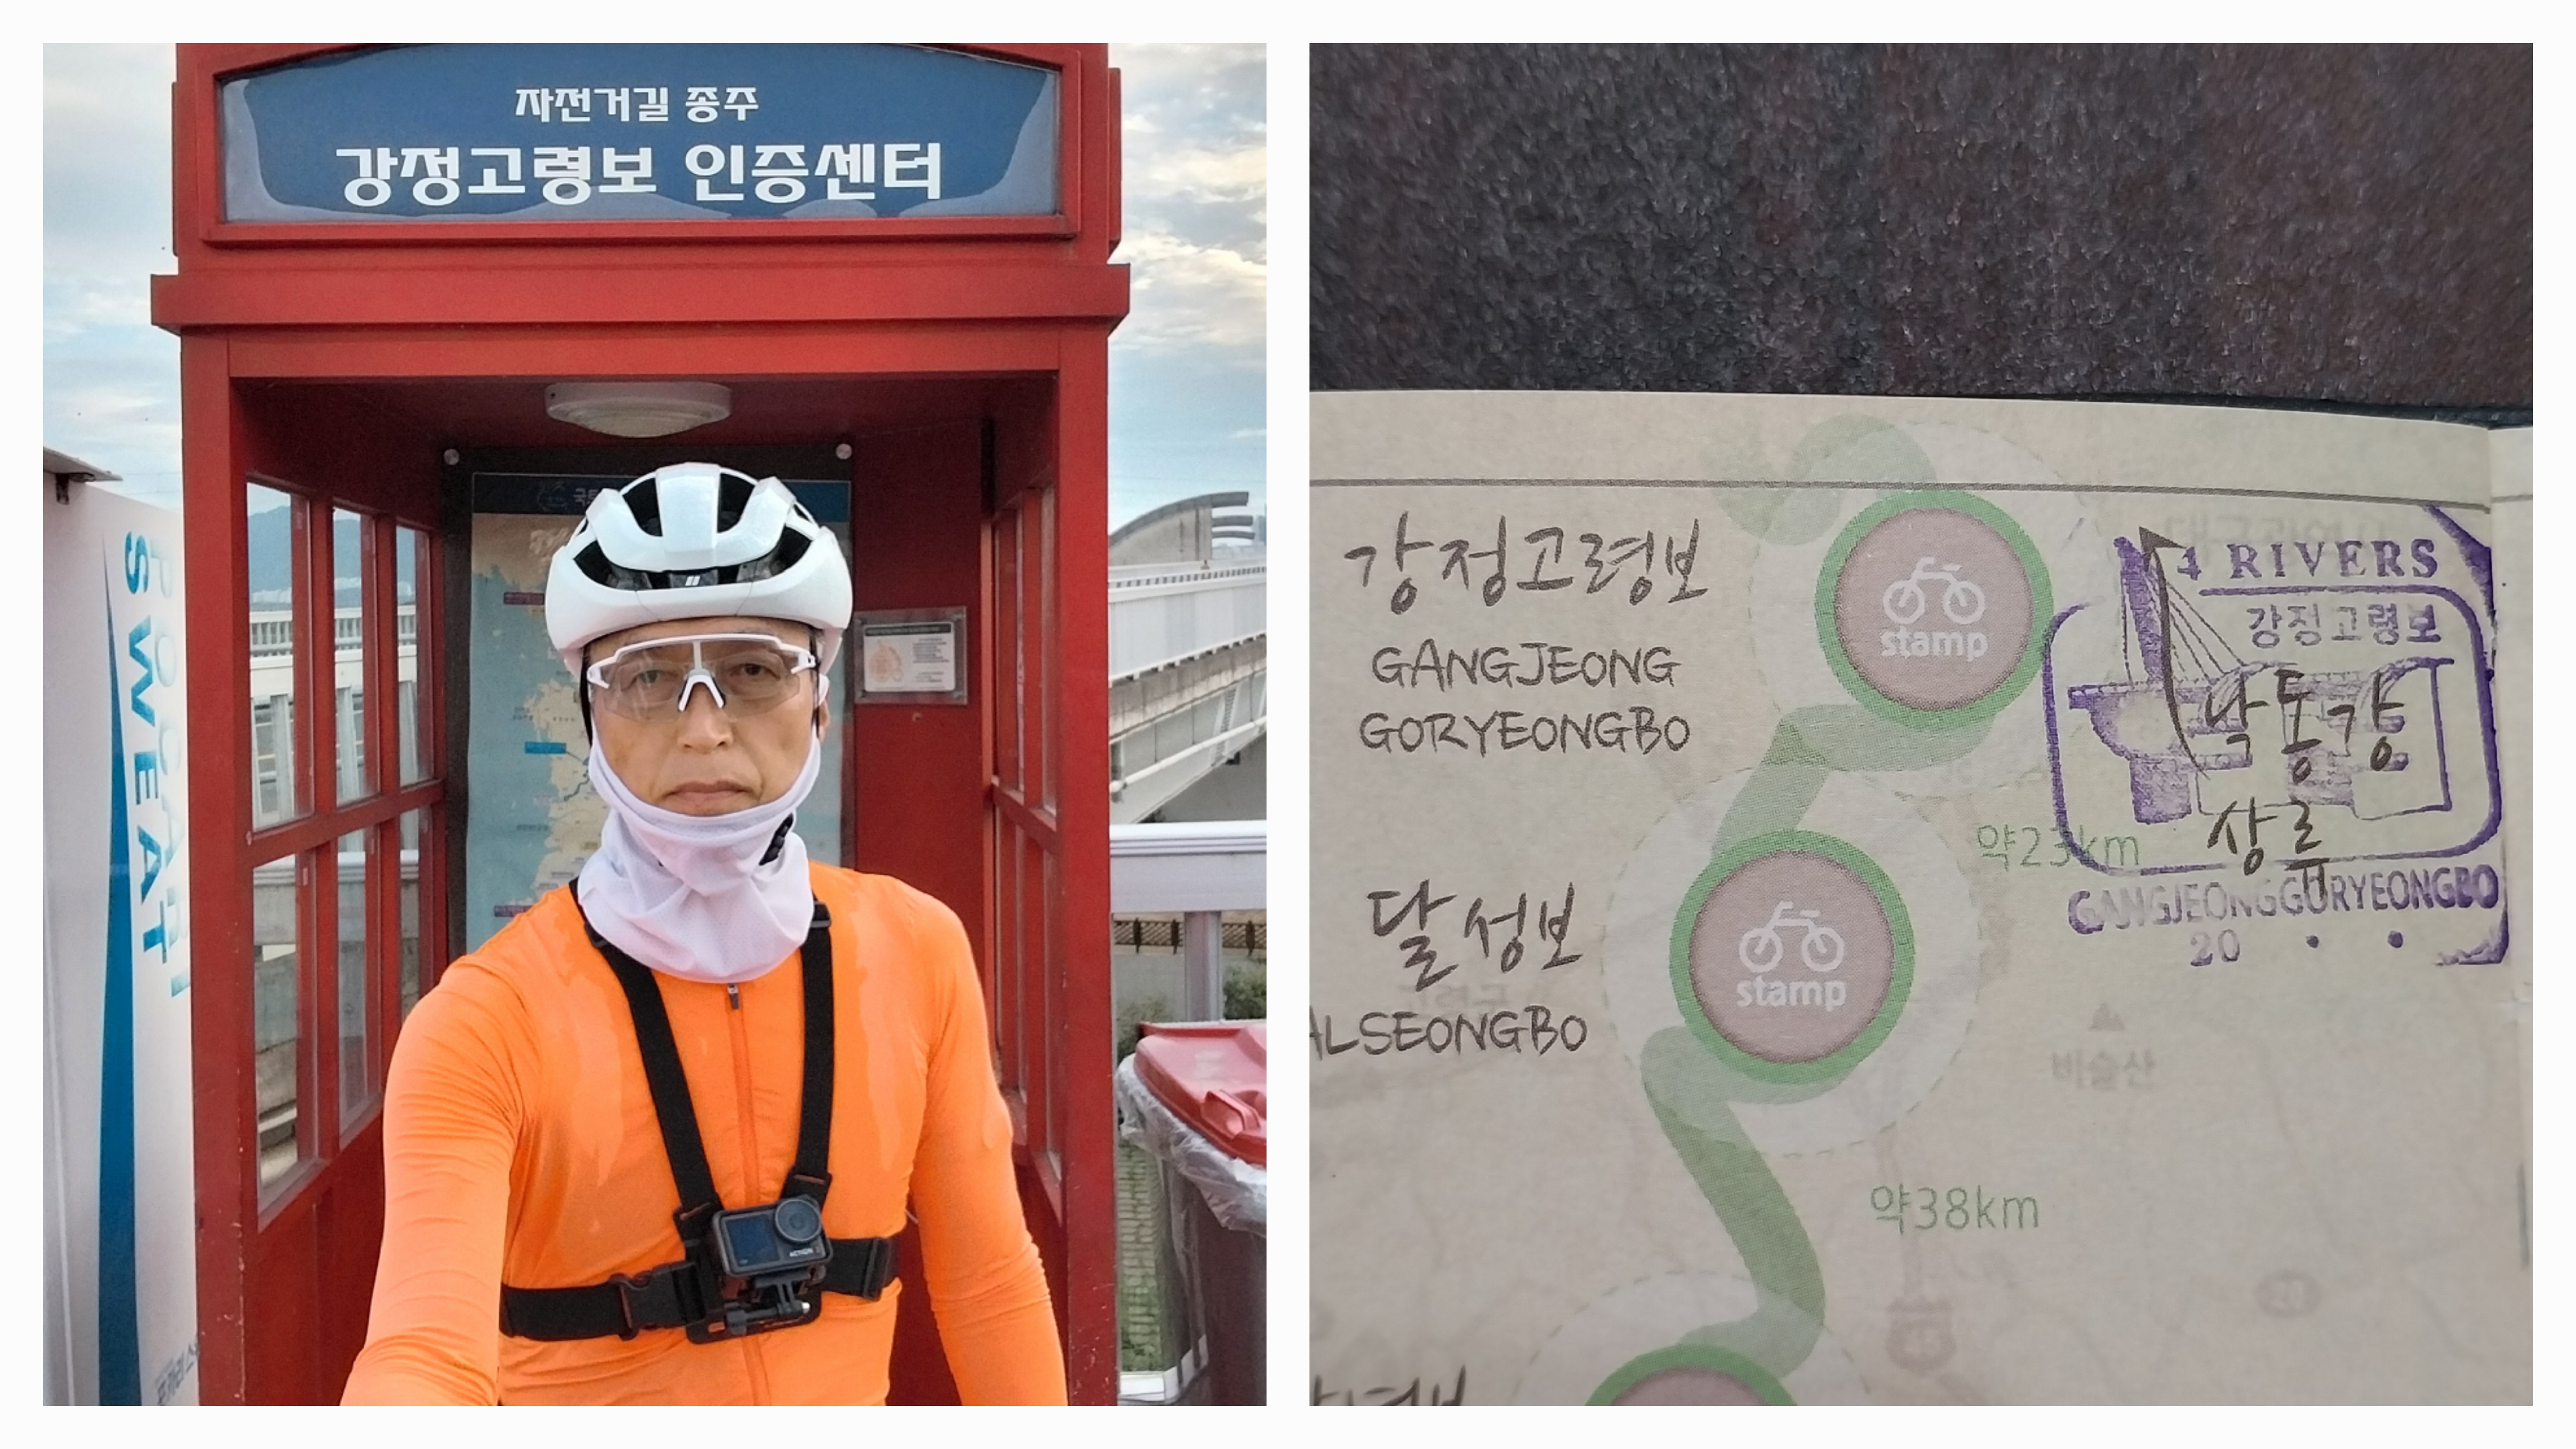 자전거길 종주
강정고령보 인증센터
POCARI
SWEAT
ACTION
강정고령보
GANGJEONG
GORYEONGBO
stamp
4 RIVERS
강정고령보
낙동강
상류
약23km
GANGJEONGGORYEONGBO
20 . .
달성보
ALSEONGBO
stamp
비슬산
약38km